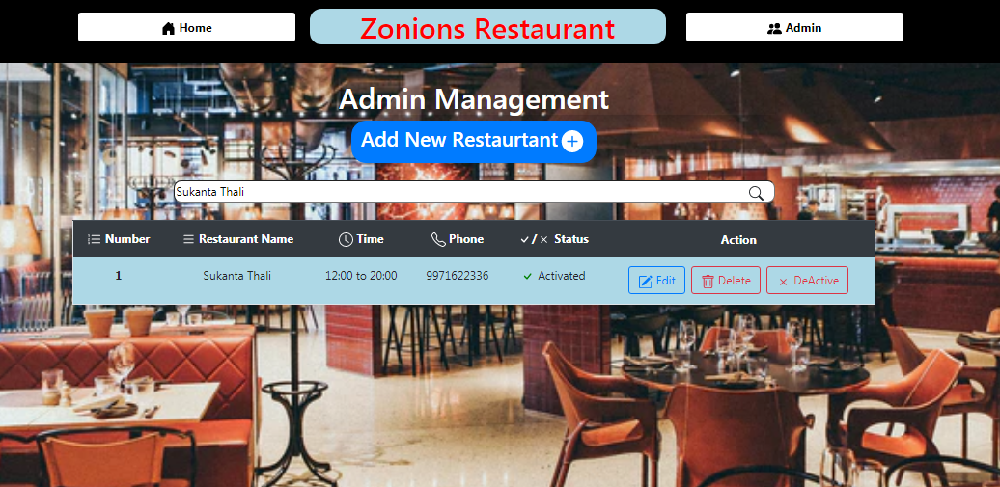 Home
Zonions Restaurant
Admin
Admin Management
Add New Restaurtant
Sukanta Thali
Number Restaurant Name Time Phone / Status Action
1 Sukanta Thali 12:00 to 20:00 9971622336 Activated Edit Delete DeActive